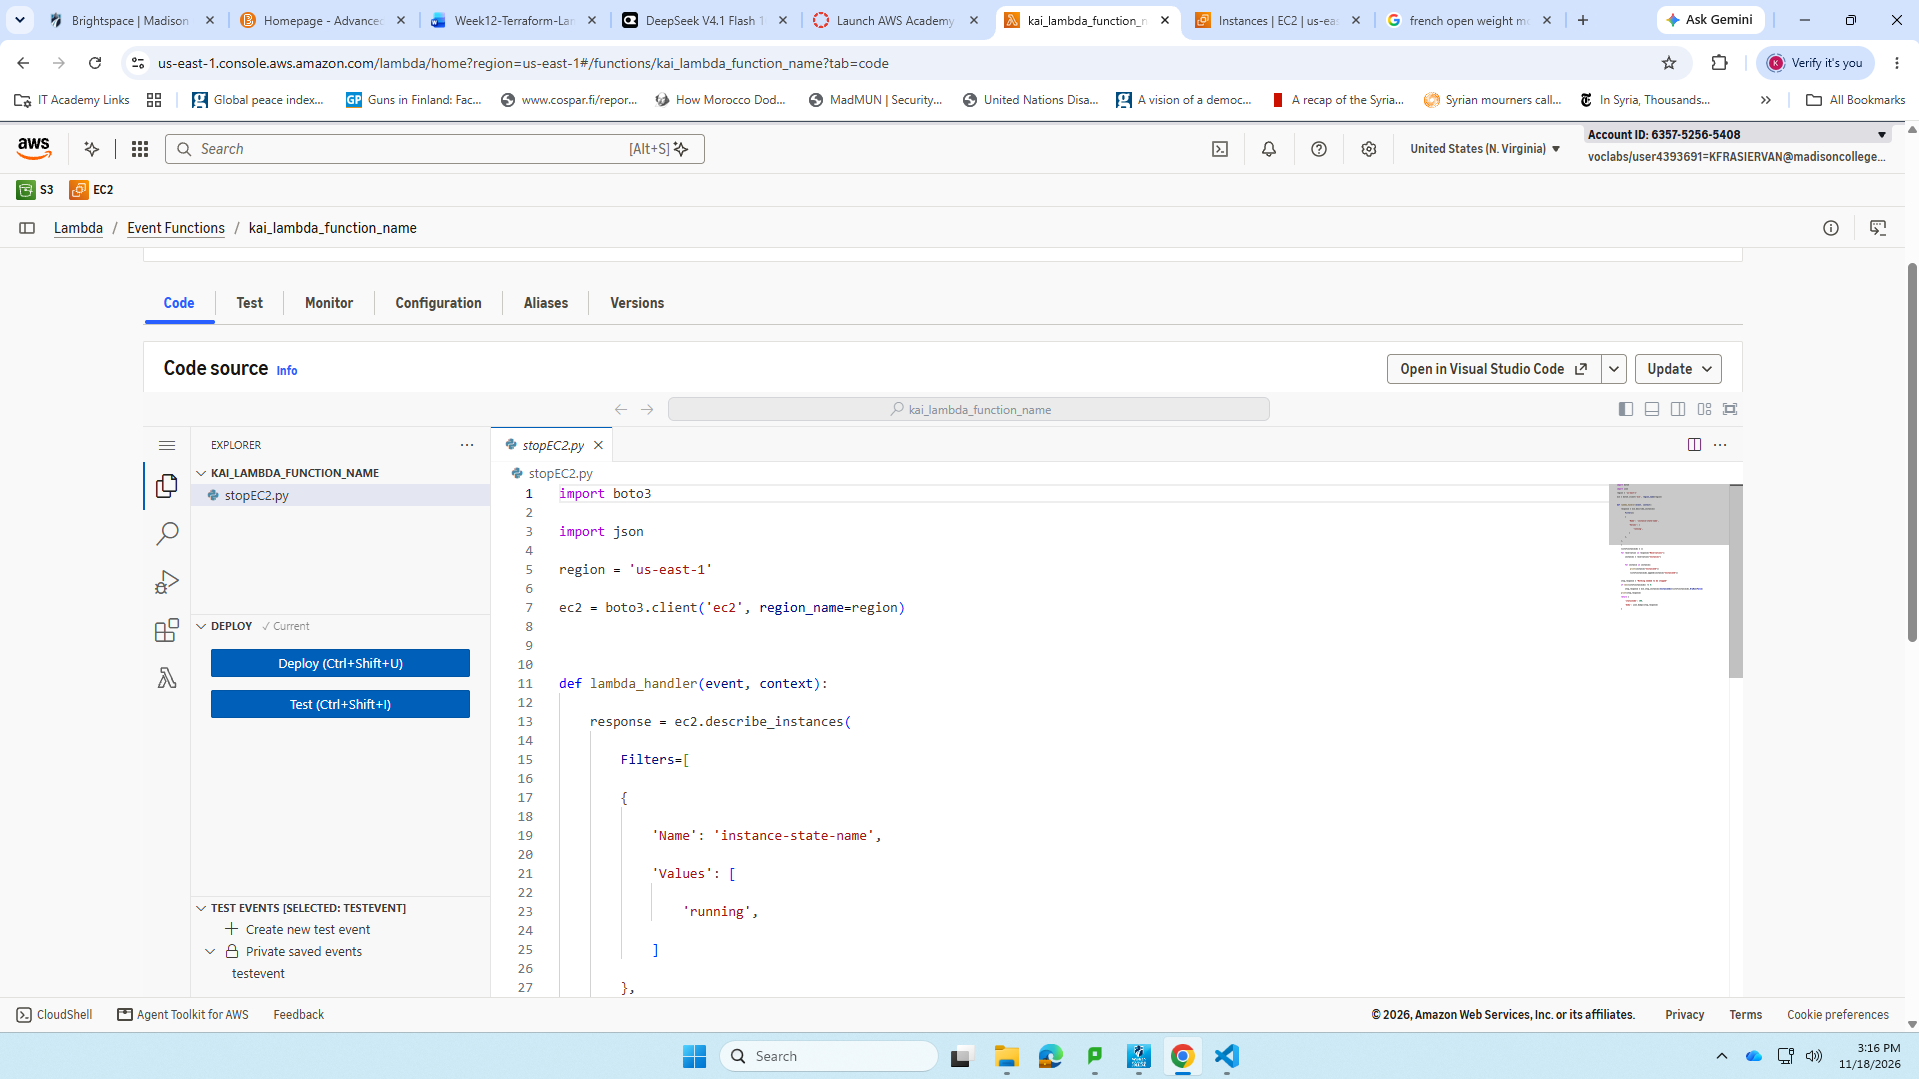 Brightspace | Madison
Homepage - Advanced
Week12-Terraform-Lan
DeepSeek V4.1 Flash
Launch AWS Academy
kai_lambda_function_n
Instances | EC2 | us-eas
french open weight mo
Ask Gemini
us-east-1.console.aws.amazon.com/lambda/home?region=us-east-1#/functions/kai_lambda_function_name?tab=code
Verify it's you
IT Academy Links
Global peace index...
Guns in Finland: Fac...
www.cospar.fi/repor...
How Morocco Dod...
MadMUN | Security...
United Nations Disa...
A vision of a democ...
A recap of the Syria...
Syrian mourners call...
In Syria, Thousands...
All Bookmarks
aws
Search
[Alt+S]
United States (N. Virginia)
Account ID: 6357-5256-5408
voclabs/user4393691=KFRASIERVAN@madisoncollege...
S3
EC2
Lambda / Event Functions / kai_lambda_function_name
Code
Test
Monitor
Configuration
Aliases
Versions
Code source Info
Open in Visual Studio Code
Update
kai_lambda_function_name
EXPLORER
KAI_LAMBDA_FUNCTION_NAME
stopEC2.py
DEPLOY ✓ Current
Deploy (Ctrl+Shift+U)
Test (Ctrl+Shift+I)
TEST EVENTS [SELECTED: TESTEVENT]
Create new test event
Private saved events
testevent
stopEC2.py
stopEC2.py
1 import boto3
2
3 import json
4
5 region = 'us-east-1'
6
7 ec2 = boto3.client('ec2', region_name=region)
8
9
10
11 def lambda_handler(event, context):
12
13 response = ec2.describe_instances(
14
15 Filters=[
16
17 {
18
19 'Name': 'instance-state-name',
20
21 'Values': [
22
23 'running',
24
25 ]
26
27 },
CloudShell
Agent Toolkit for AWS
Feedback
© 2026, Amazon Web Services, Inc. or its affiliates.
Privacy
Terms
Cookie preferences
Search
3:16 PM
11/18/2026